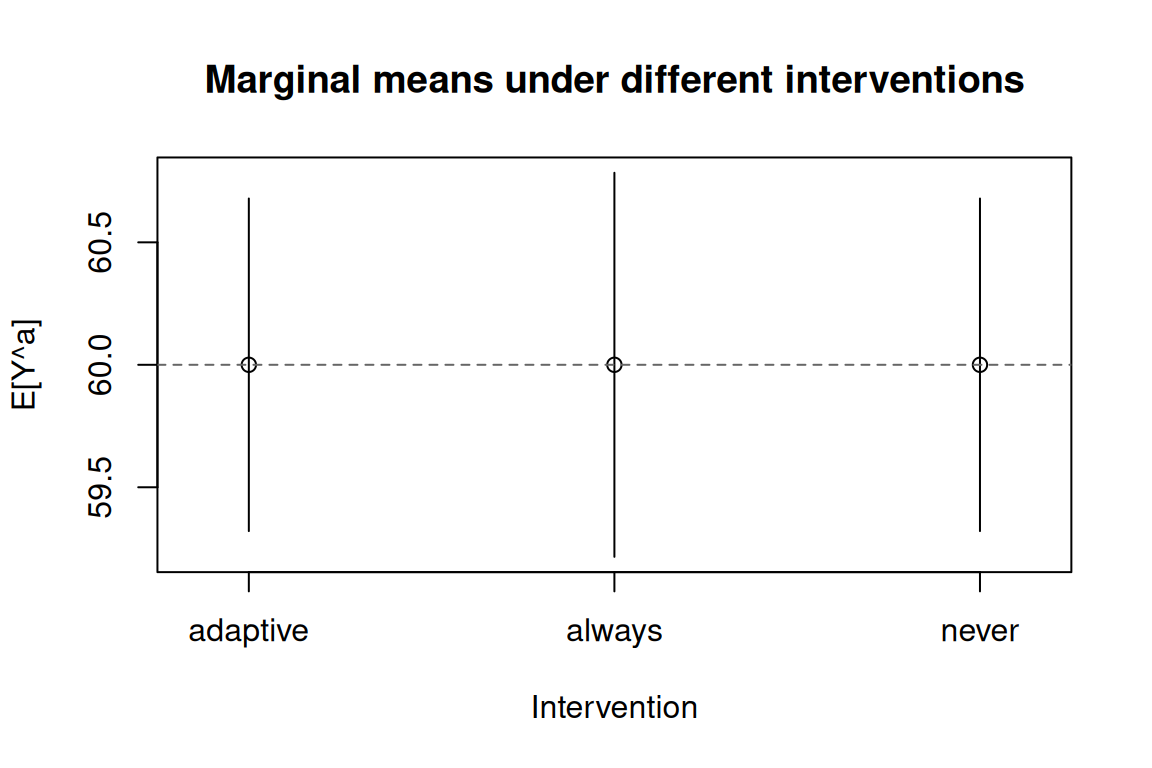 Marginal means under different interventions
E[Y^a]
60.5
60.0
59.5
adaptive always never
Intervention